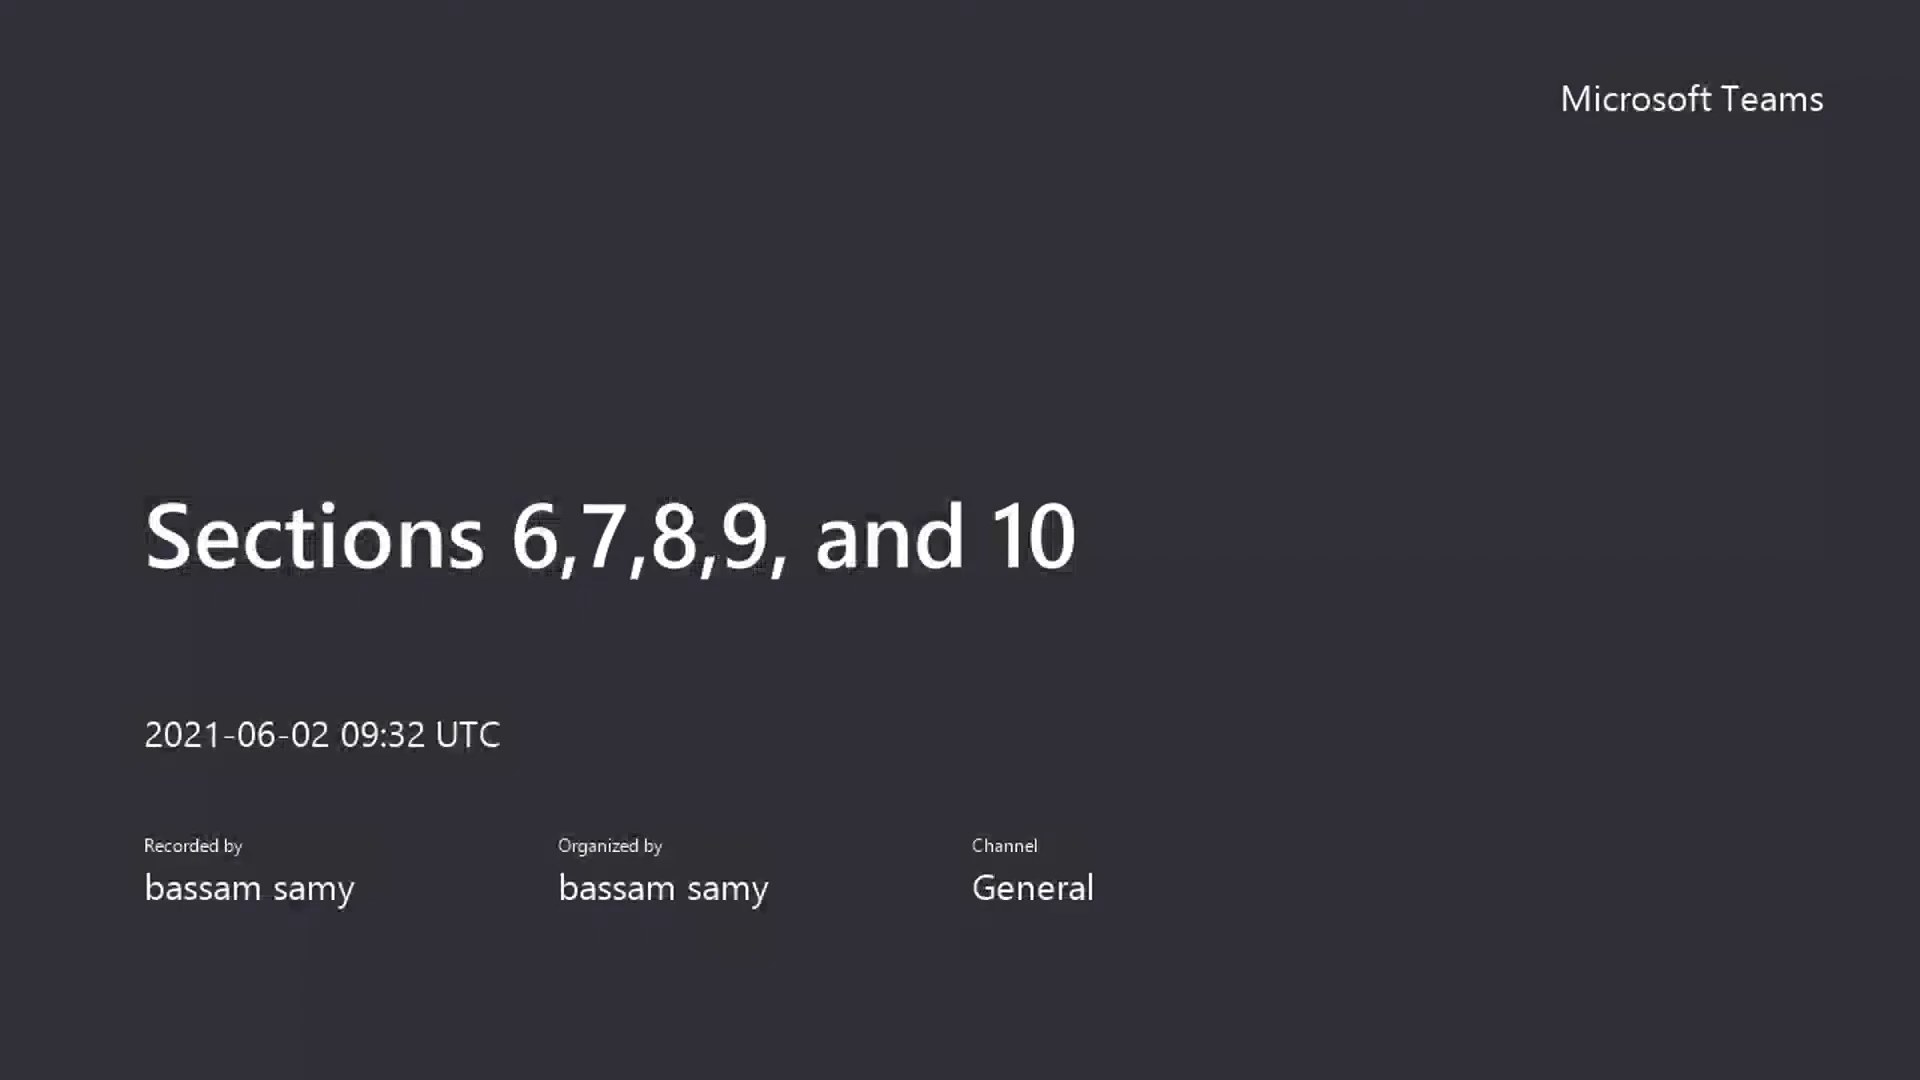 Microsoft Teams
Sections 6,7,8,9, and 10
2021-06-02 09:32 UTC
Recorded by
bassam samy
Organized by
bassam samy
Channel
General